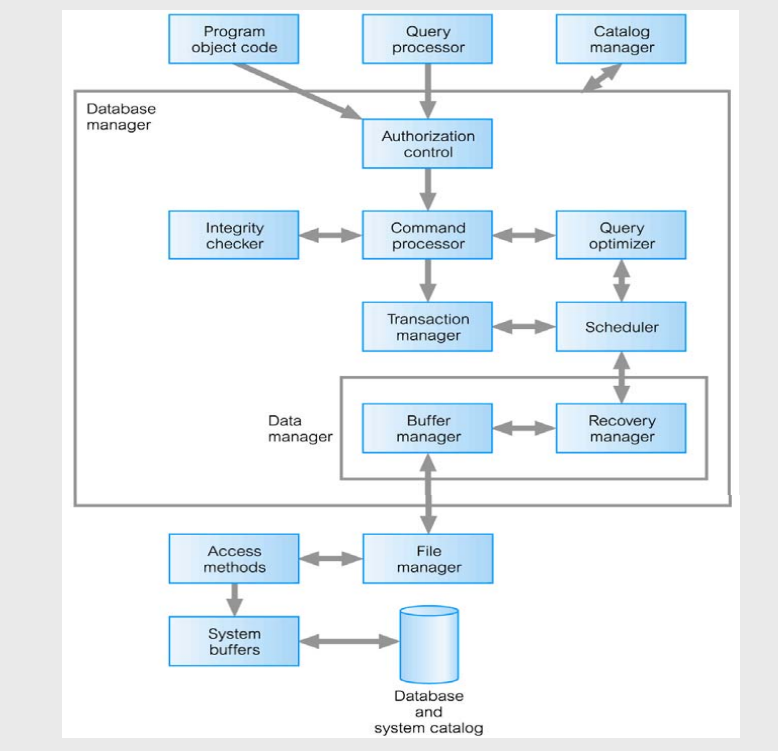 Program
object code
Query
processor
Catalog
manager
Database
manager
Authorization
control
Integrity
checker
Command
processor
Query
optimizer
Transaction
manager
Scheduler
Data
manager
Buffer
manager
Recovery
manager
Access
methods
File
manager
System
buffers
Database
and
system catalog